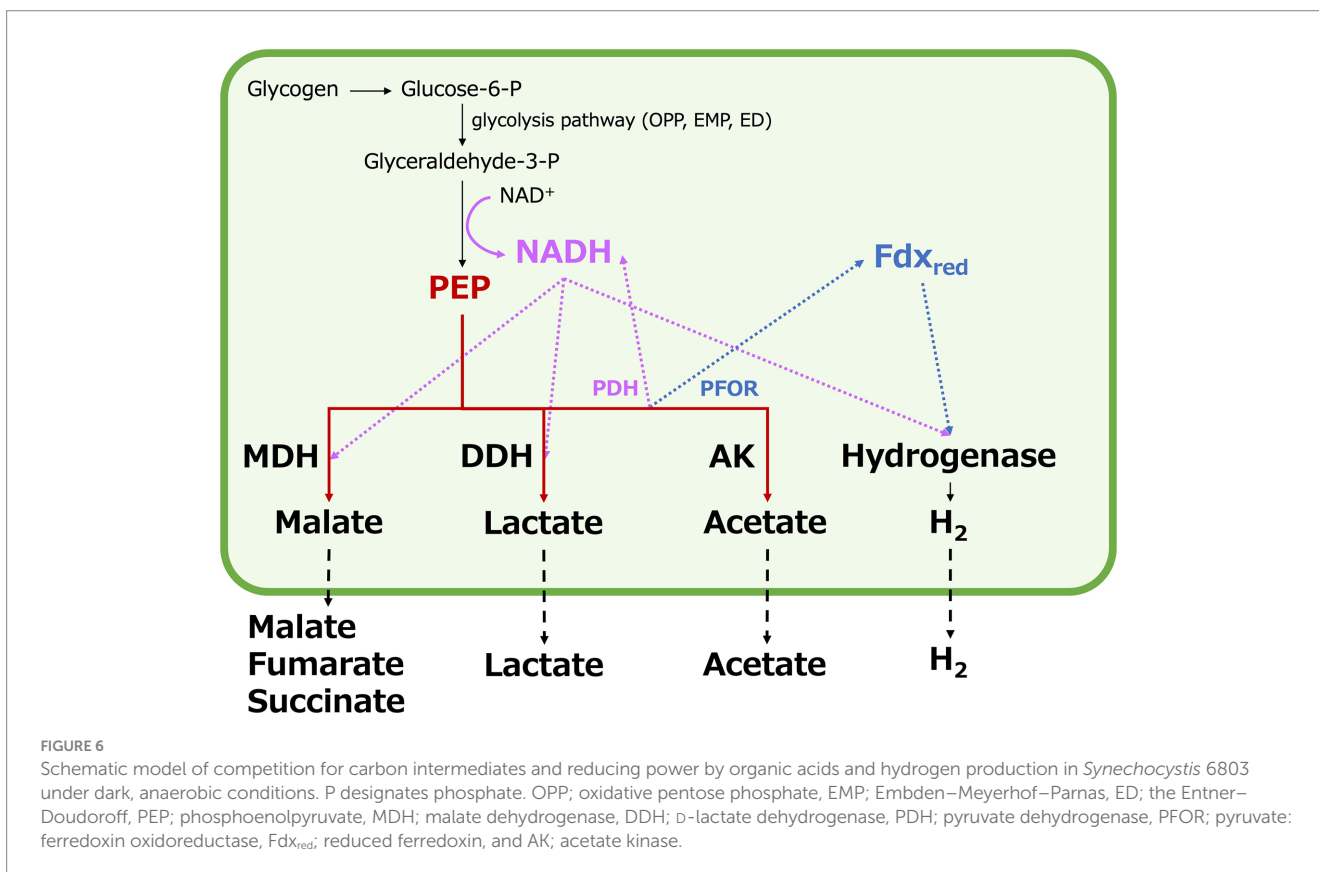 Glycogen Glucose-6-P
glycolysis pathway (OPP, EMP, ED)
Glyceraldehyde-3-P
NAD⁺
NADH Fdxred
PEP
PDH PFOR
MDH DDH AK Hydrogenase
Malate Lactate Acetate H₂
Malate
Fumarate
Succinate
Lactate Acetate H₂
FIGURE 6
Schematic model of competition for carbon intermediates and reducing power by organic acids and hydrogen production in Synechocystis 6803
under dark, anaerobic conditions. P designates phosphate. OPP; oxidative pentose phosphate, EMP; Embden–Meyerhof–Parnas, ED; the Entner–
Doudoroff, PEP; phosphoenolpyruvate, MDH; malate dehydrogenase, DDH; D-lactate dehydrogenase, PDH; pyruvate dehydrogenase, PFOR; pyruvate:
ferredoxin oxidoreductase, Fdxred; reduced ferredoxin, and AK; acetate kinase.